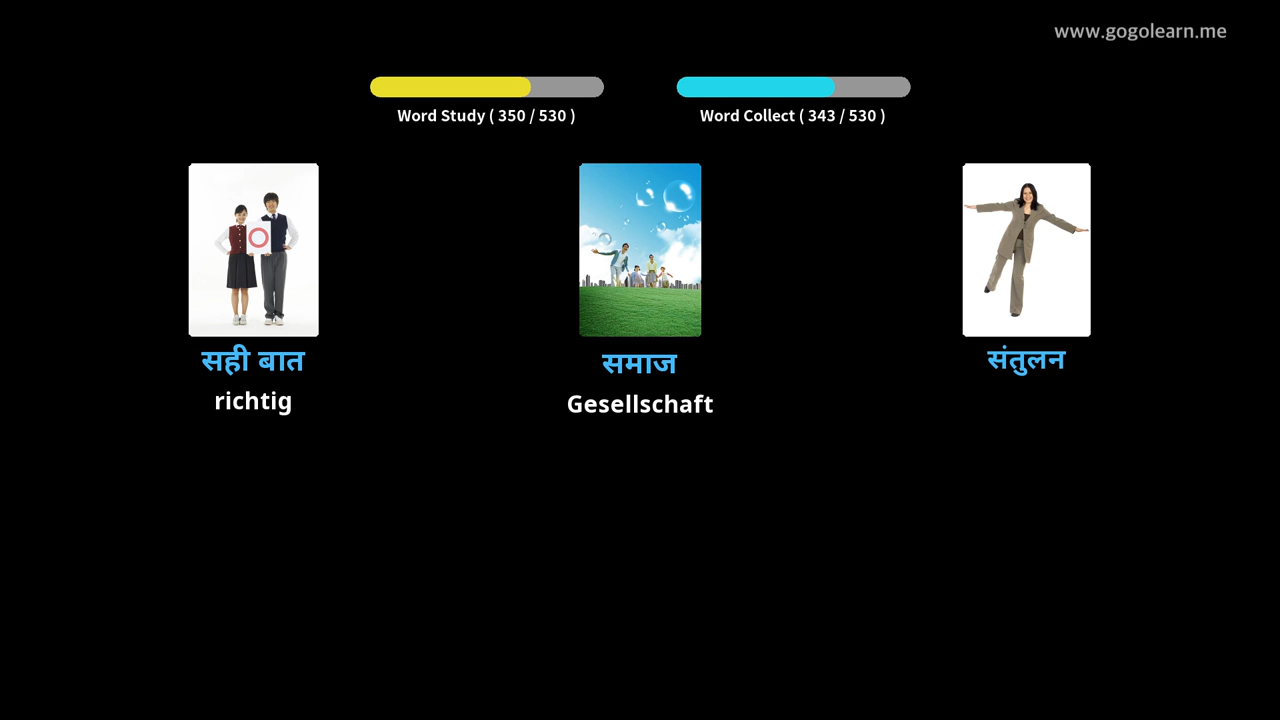 www.gogolearn.me
Word Study ( 350 / 530 )
Word Collect ( 343 / 530 )
सही बात
richtig
समाज
Gesellschaft
संतुलन